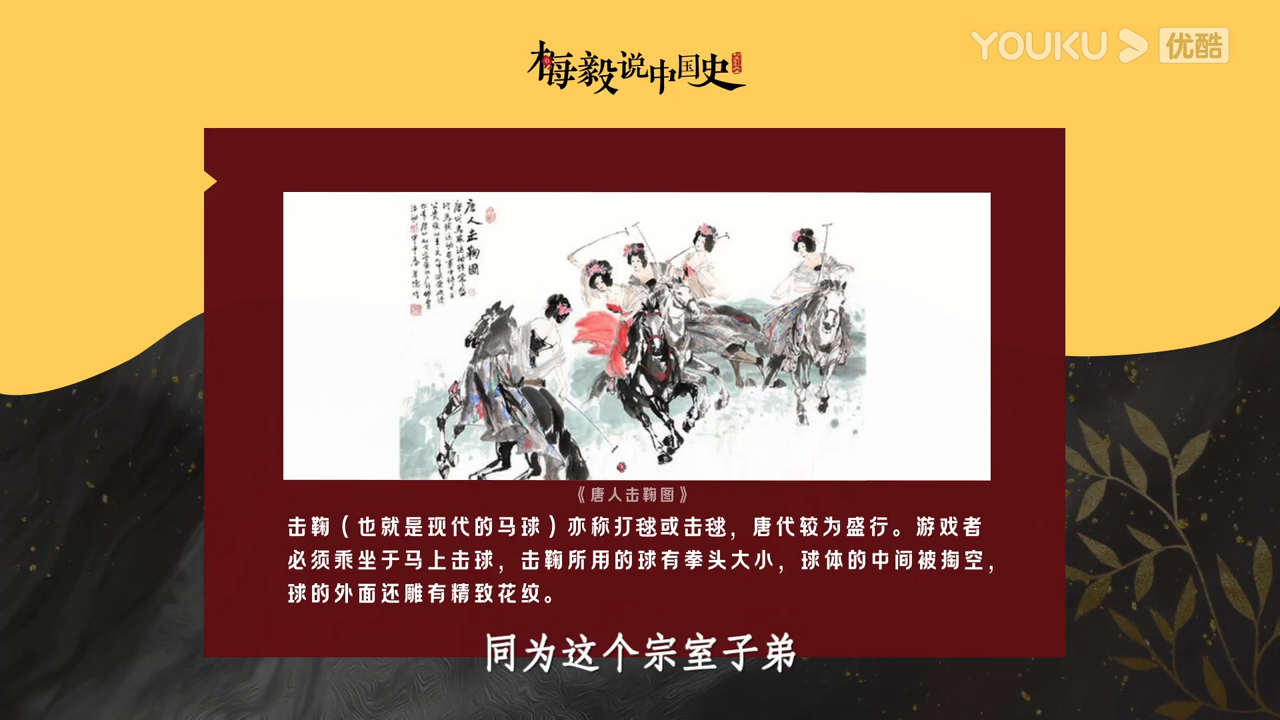 YOUKU 优酷
梅毅说中国史
唐人击鞠图
《唐人击鞠图》
击鞠（也就是现代的马球）亦称打毬或击毬，唐代较为盛行。游戏者
必须乘坐于马上击球，击鞠所用的球有拳头大小，球体的中间被掏空，
球的外面还雕有精致花纹。
同为这个宗室子弟